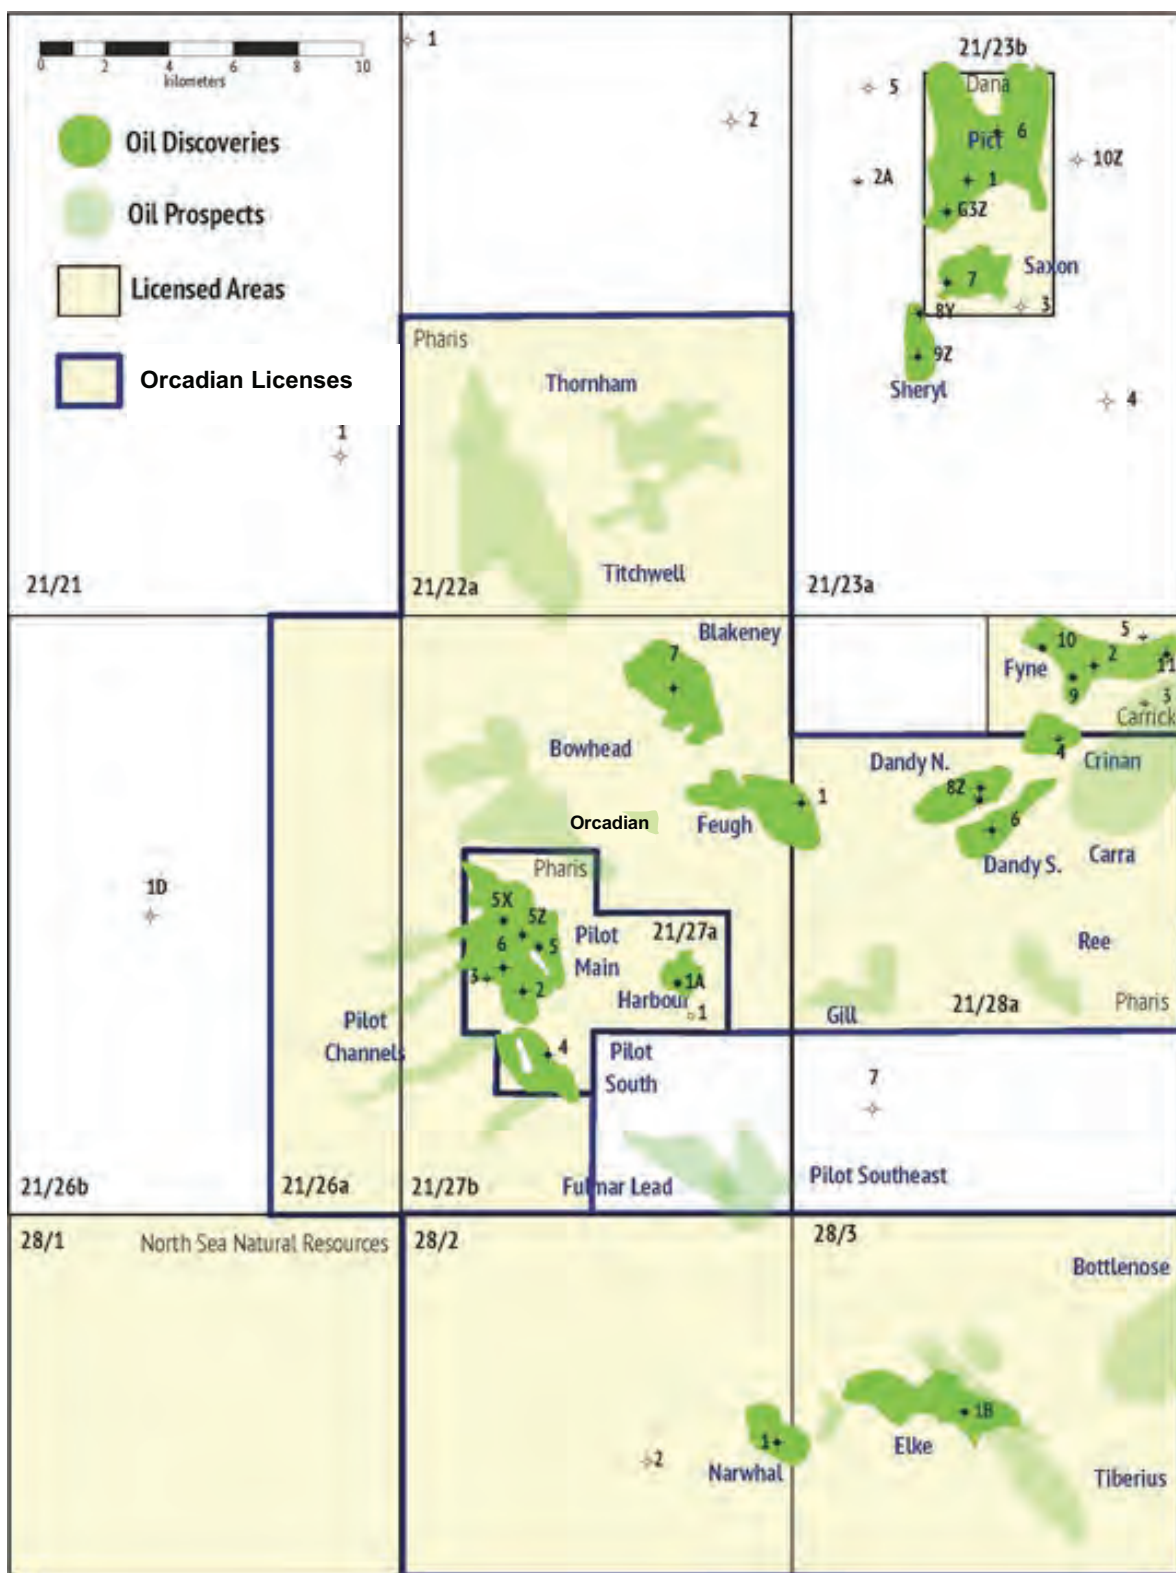 1
21/23b
0
2
4
6
8
10
kilometers
5
Dana
Oil Discoveries
2
Pict
6
10Z
2A
1
Oil Prospects
G3Z
Saxon
Licensed Areas
7
3
8Y
Pharis
9Z
Orcadian Licenses
Thornham
Sheryl
4
1
Titchwell
21/21
21/22a
21/23a
Blakeney
10
5
7
Fyne
2
11
9
3
Carrick
Bowhead
Dandy N.
4
Crinan
8Z
1
Orcadian
Feugh
6
Pharis
Dandy S.
Carra
1D
5X
5Z
Pilot
21/27a
6
5
Ree
Main
3
1A
2
Harbour
1
21/28a
Pharis
Pilot
Gill
Channels
4
Pilot
South
7
21/26b
21/26a
21/27b
Fulmar Lead
Pilot Southeast
28/1
North Sea Natural Resources
28/2
28/3
Bottlenose
1B
1
Elke
2
Narwhal
Tiberius